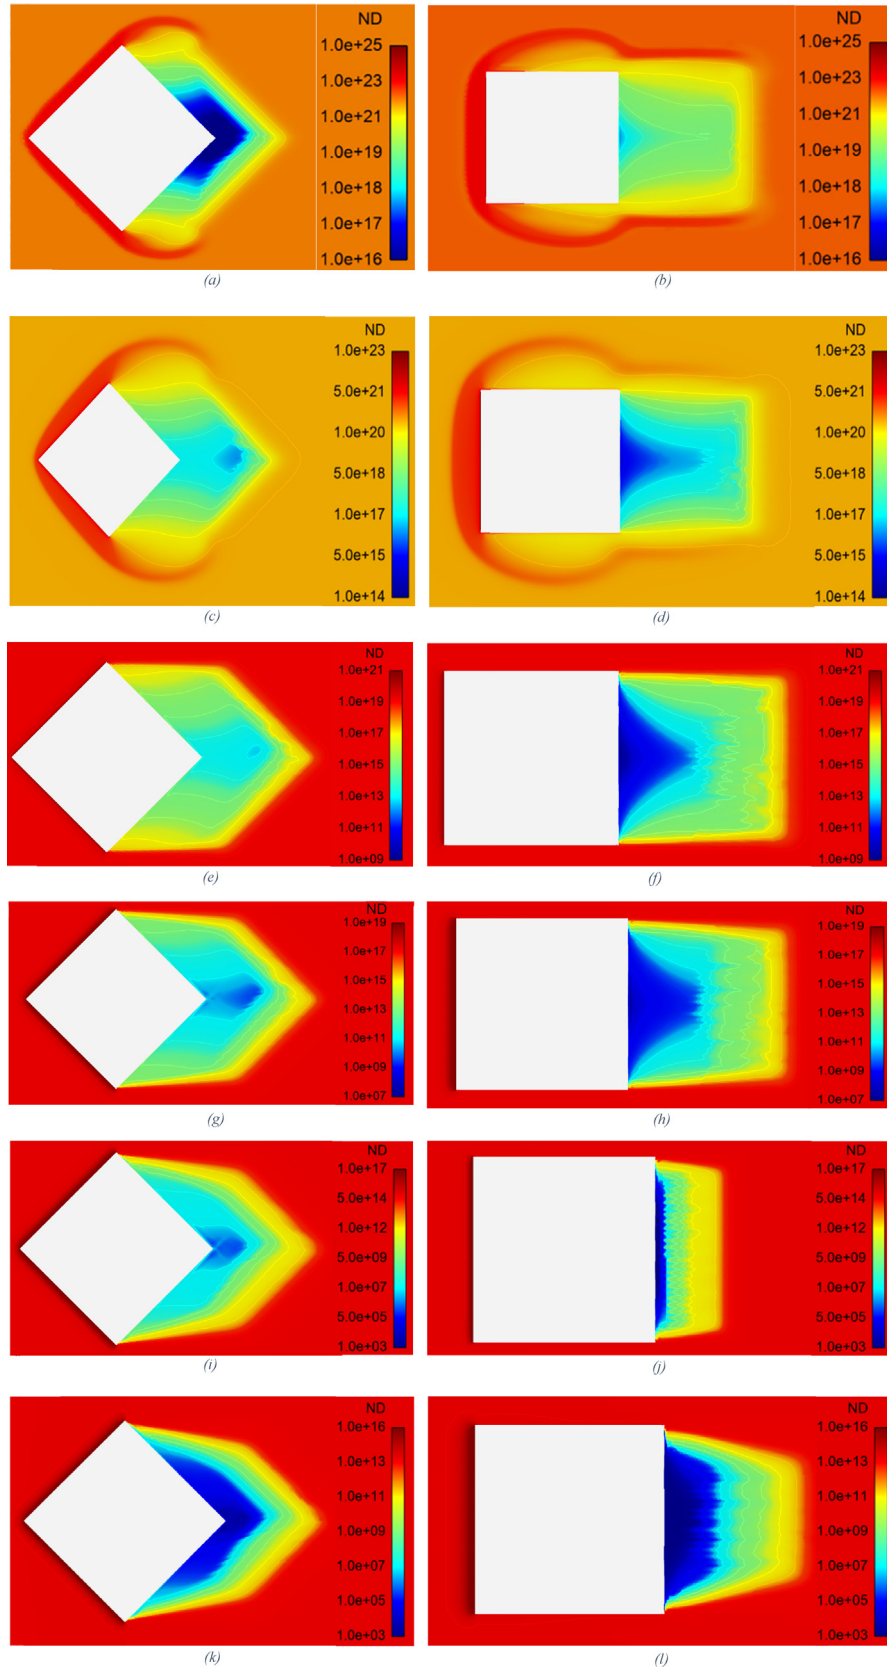 ND
1.0e+25
1.0e+23
1.0e+21
1.0e+19
1.0e+18
1.0e+17
1.0e+16
(a)
ND
1.0e+25
1.0e+23
1.0e+21
1.0e+19
1.0e+18
1.0e+17
1.0e+16
(b)
ND
1.0e+23
5.0e+21
1.0e+20
5.0e+18
1.0e+17
5.0e+15
1.0e+14
(c)
ND
1.0e+23
5.0e+21
1.0e+20
5.0e+18
1.0e+17
5.0e+15
1.0e+14
(d)
ND
1.0e+21
1.0e+19
1.0e+17
1.0e+15
1.0e+13
1.0e+11
1.0e+09
(e)
ND
1.0e+21
1.0e+19
1.0e+17
1.0e+15
1.0e+13
1.0e+11
1.0e+09
(f)
ND
1.0e+19
1.0e+17
1.0e+15
1.0e+13
1.0e+11
1.0e+09
1.0e+07
(g)
ND
1.0e+19
1.0e+17
1.0e+15
1.0e+13
1.0e+11
1.0e+09
1.0e+07
(h)
ND
1.0e+17
5.0e+14
1.0e+12
5.0e+09
1.0e+07
5.0e+05
1.0e+03
(i)
ND
1.0e+17
5.0e+14
1.0e+12
5.0e+09
1.0e+07
5.0e+05
1.0e+03
(j)
ND
1.0e+16
1.0e+13
1.0e+11
1.0e+09
1.0e+07
1.0e+05
1.0e+03
(k)
ND
1.0e+16
1.0e+13
1.0e+11
1.0e+09
1.0e+07
1.0e+05
1.0e+03
(l)